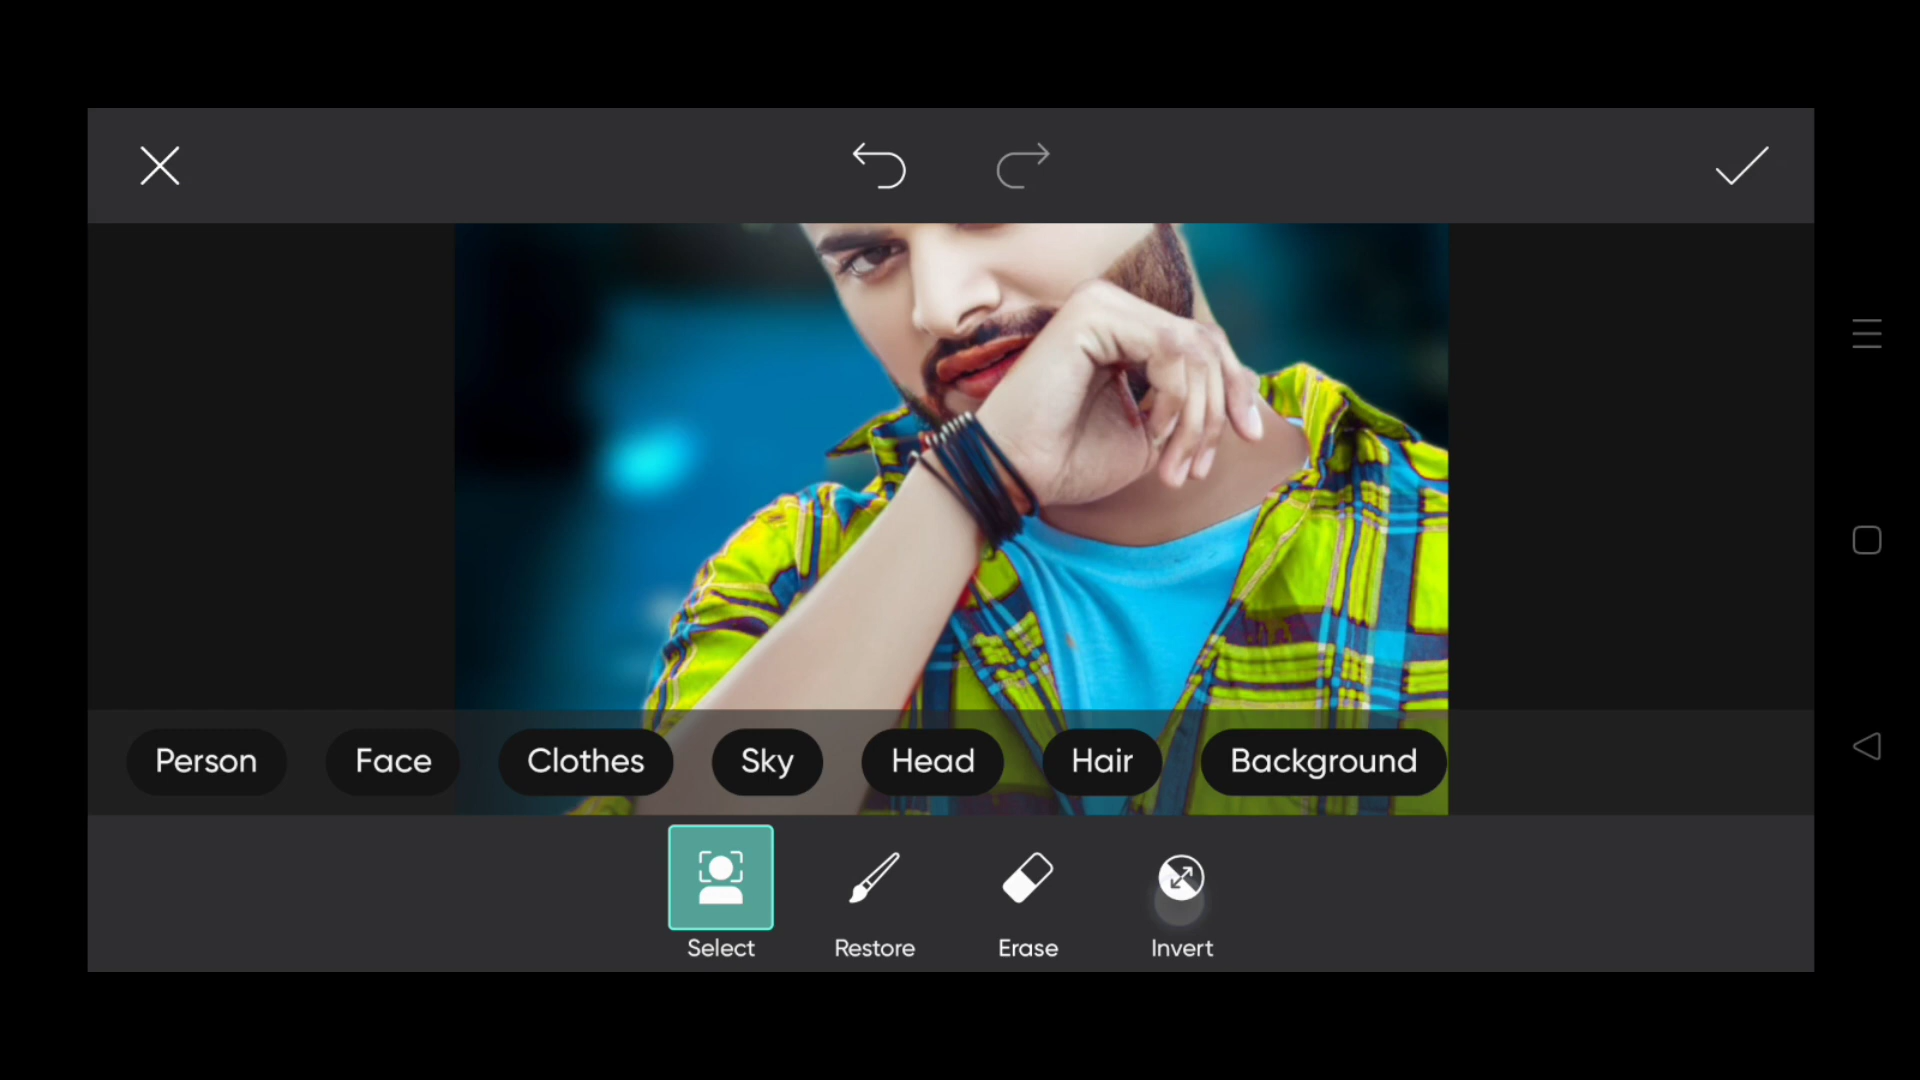 Person Face Clothes Sky Head Hair Background
Select Restore Erase Invert